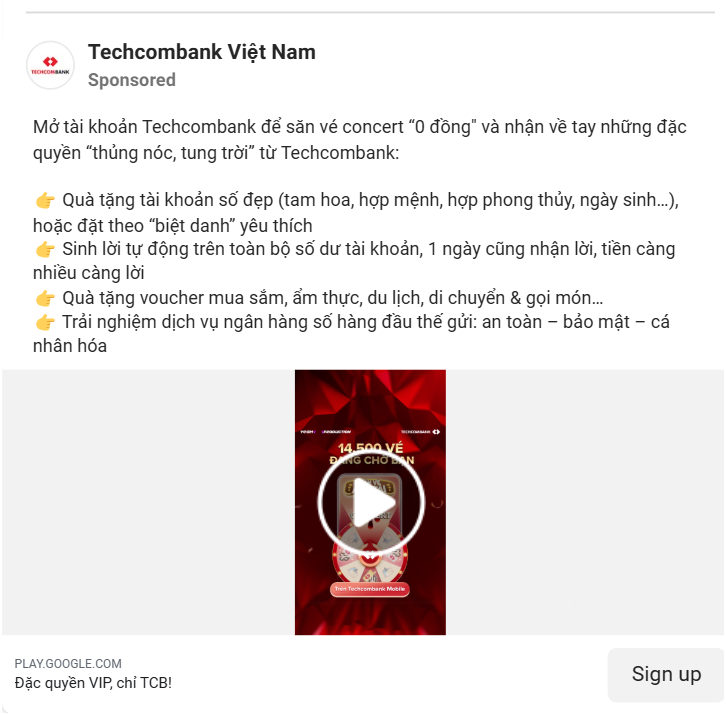 Techcombank Việt Nam
TECHCOMBANK
Sponsored
Mở tài khoản Techcombank để săn vé concert “0 đồng" và nhận về tay những đặc
quyền “thủng nóc, tung trời” từ Techcombank:
👉 Quà tặng tài khoản số đẹp (tam hoa, hợp mệnh, hợp phong thủy, ngày sinh…),
hoặc đặt theo “biệt danh” yêu thích
👉 Sinh lời tự động trên toàn bộ số dư tài khoản, 1 ngày cũng nhận lời, tiền càng
nhiều càng lời
👉 Quà tặng voucher mua sắm, ẩm thực, du lịch, di chuyển & gọi món…
👉 Trải nghiệm dịch vụ ngân hàng số hàng đầu thế gửi: an toàn – bảo mật – cá
nhân hóa
TECHCOMBANK
14.500 VÉ
ĐANG CHỜ BẠN
Trên Techcombank Mobile
PLAY.GOOGLE.COM
Đặc quyền VIP, chỉ TCB!
Sign up